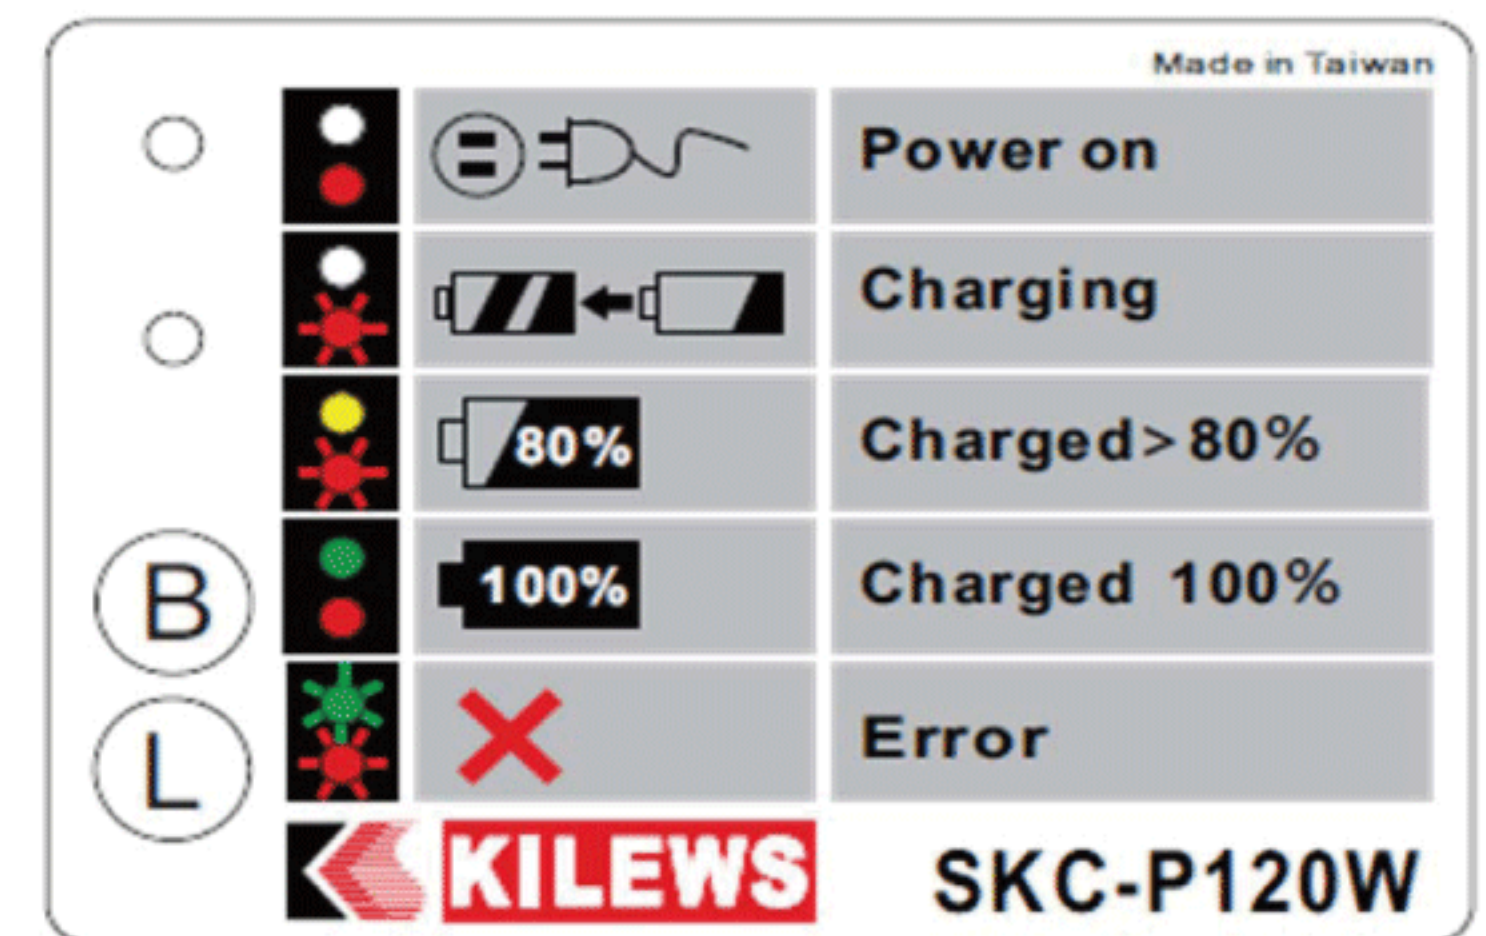 Made in Taiwan
Power on
Charging
80%
Charged>80%
100%
Charged 100%
B
Error
L
KILEWS
SKC-P120W